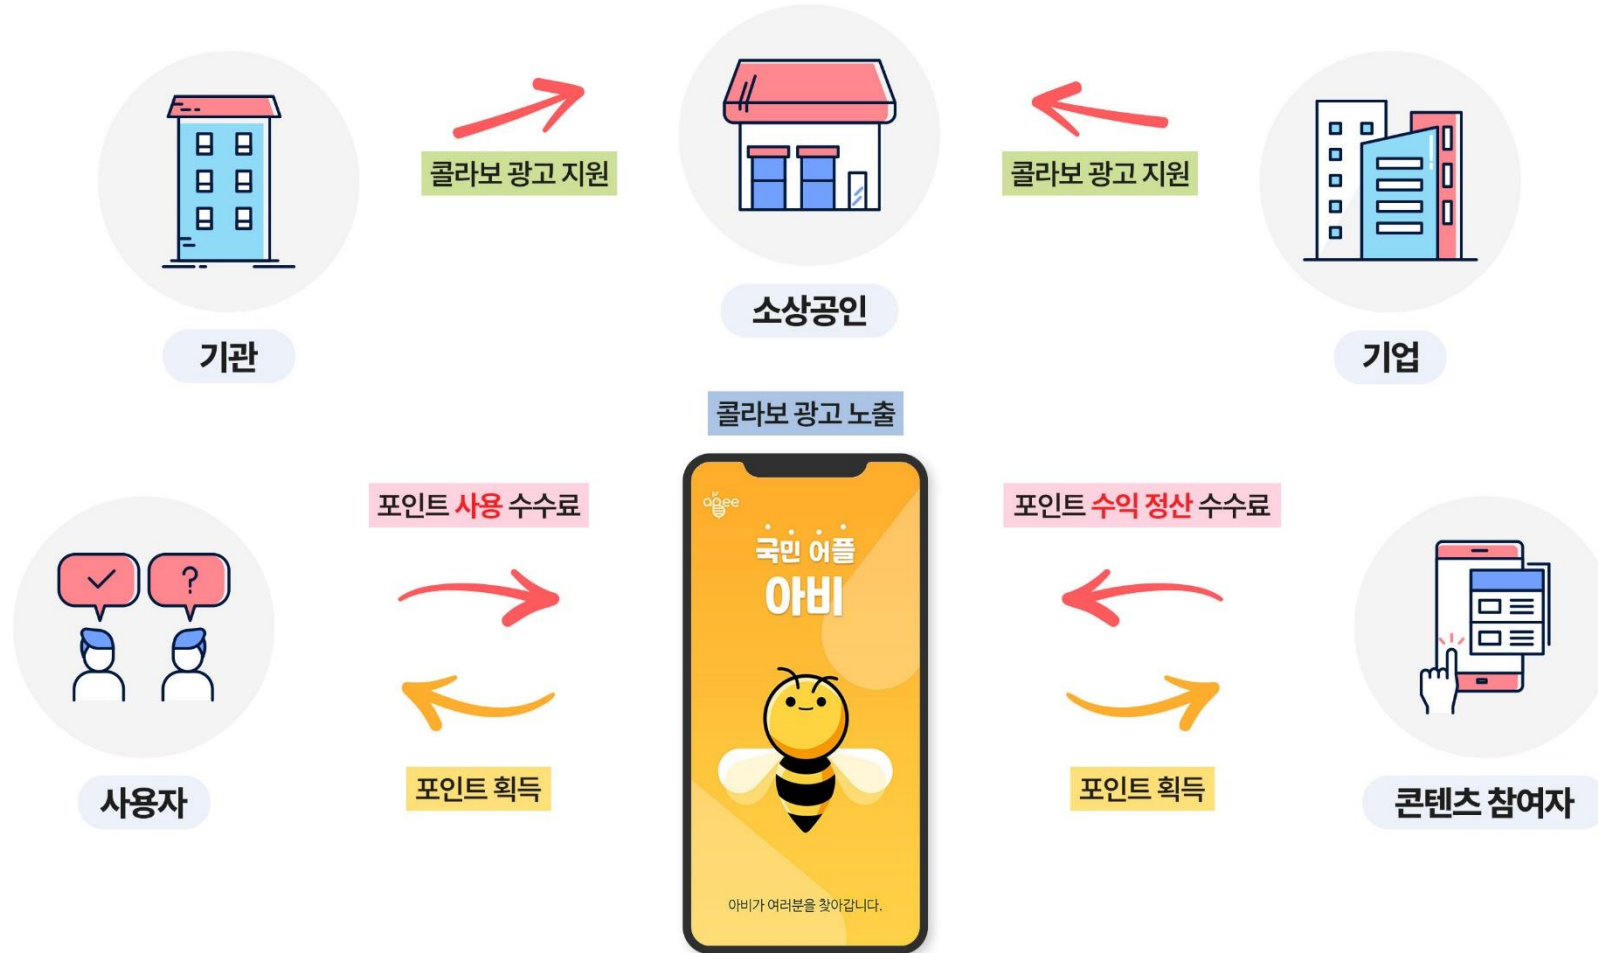 콜라보 광고 지원
콜라보 광고 지원
소상공인
기관
기업
콜라보 광고 노출
포인트 사용 수수료
포인트 수익 정산 수수료
abee
국민 어플
아비
?
포인트 획득
포인트 획득
사용자
콘텐츠 참여자
아비가 여러분을 찾아갑니다.